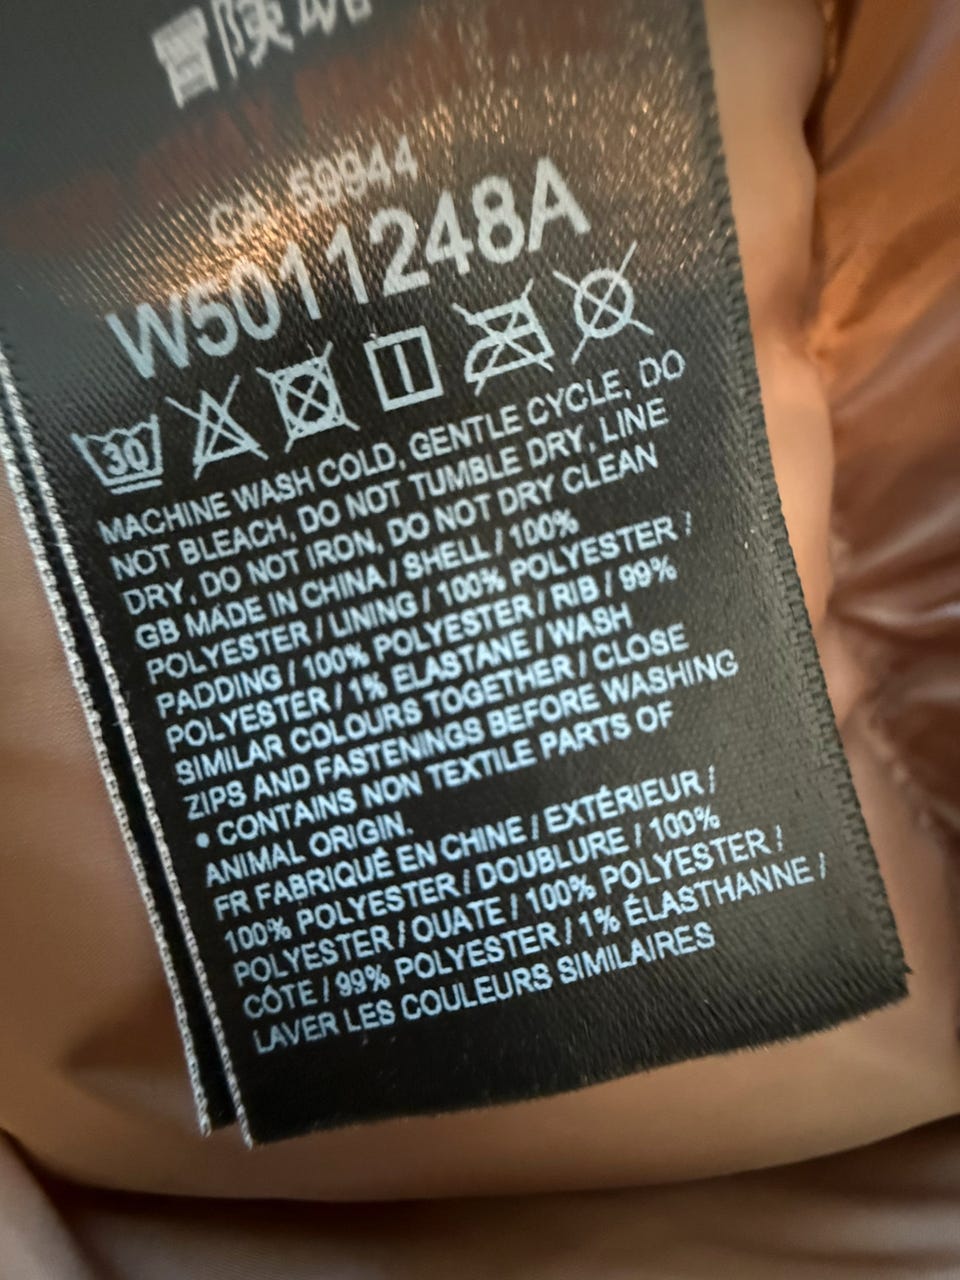 CA 59944
W5011248A
30
MACHINE WASH COLD, GENTLE CYCLE, DO
NOT BLEACH, DO NOT TUMBLE DRY, LINE
DRY, DO NOT IRON, DO NOT DRY CLEAN
GB MADE IN CHINA / SHELL / 100%
POLYESTER / LINING / 100% POLYESTER /
PADDING / 100% POLYESTER / RIB / 99%
POLYESTER / 1% ELASTANE / WASH
SIMILAR COLOURS TOGETHER / CLOSE
ZIPS AND FASTENINGS BEFORE WASHING
• CONTAINS NON TEXTILE PARTS OF
ANIMAL ORIGIN.
FR FABRIQUÉ EN CHINE / EXTÉRIEUR /
100% POLYESTER / DOUBLURE / 100%
POLYESTER / OUATE / 100% POLYESTER /
CÔTE / 99% POLYESTER / 1% ÉLASTHANNE /
LAVER LES COULEURS SIMILAIRES